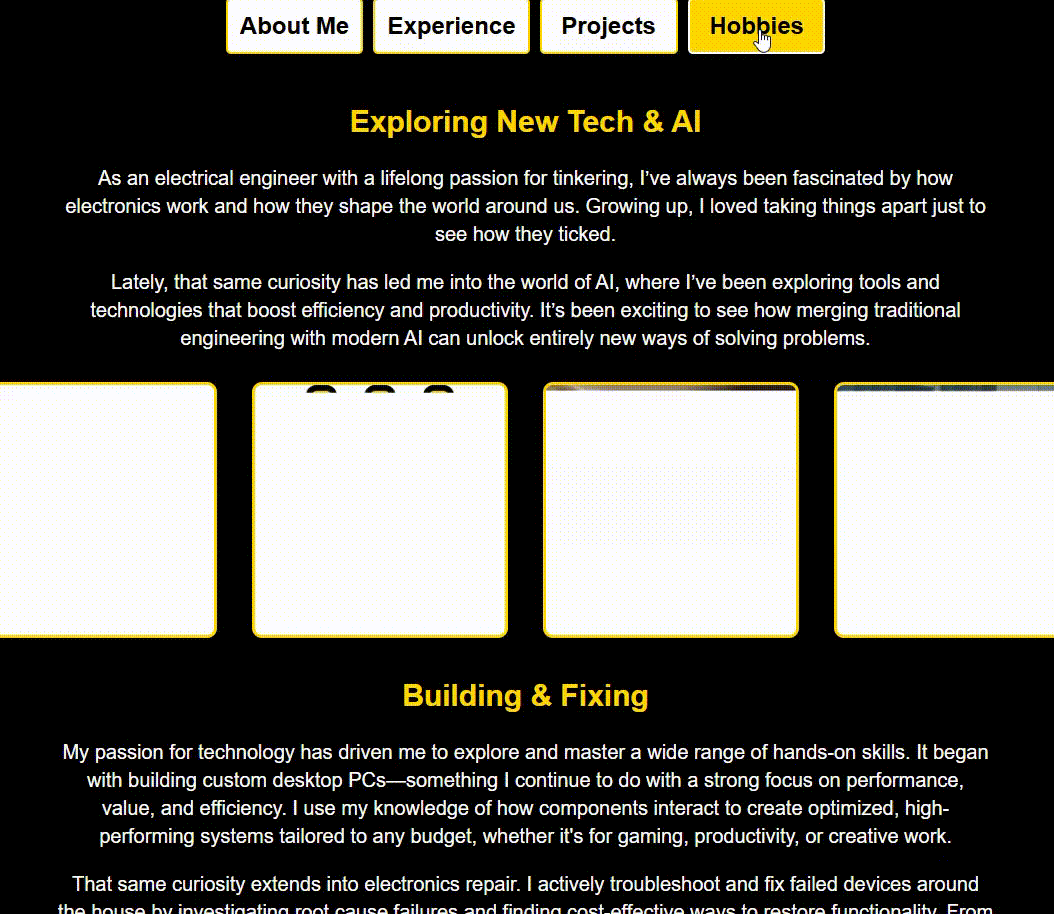 About Me Experience Projects Hobbies
Exploring New Tech & AI
As an electrical engineer with a lifelong passion for tinkering, I’ve always been fascinated by how
electronics work and how they shape the world around us. Growing up, I loved taking things apart just to
see how they ticked.
Lately, that same curiosity has led me into the world of AI, where I’ve been exploring tools and
technologies that boost efficiency and productivity. It’s been exciting to see how merging traditional
engineering with modern AI can unlock entirely new ways of solving problems.
Building & Fixing
My passion for technology has driven me to explore and master a wide range of hands-on skills. It began
with building custom desktop PCs—something I continue to do with a strong focus on performance,
value, and efficiency. I use my knowledge of how components interact to create optimized, high-
performing systems tailored to any budget, whether it's for gaming, productivity, or creative work.
That same curiosity extends into electronics repair. I actively troubleshoot and fix failed devices around
the house by investigating root cause failures and finding cost-effective ways to restore functionality. From